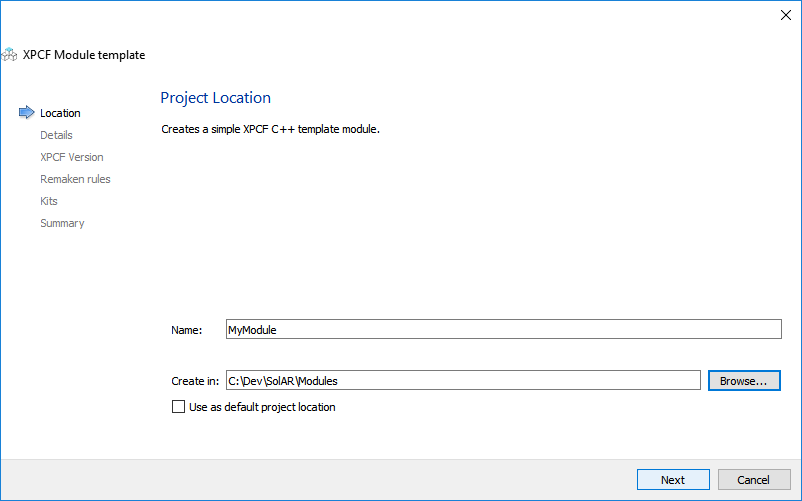 XPCF Module template
Location
Details
XPCF Version
Remaken rules
Kits
Summary
Project Location
Creates a simple XPCF C++ template module.
Name: MyModule
Create in: C:\Dev\SolAR\Modules Browse...
Use as default project location
Next Cancel